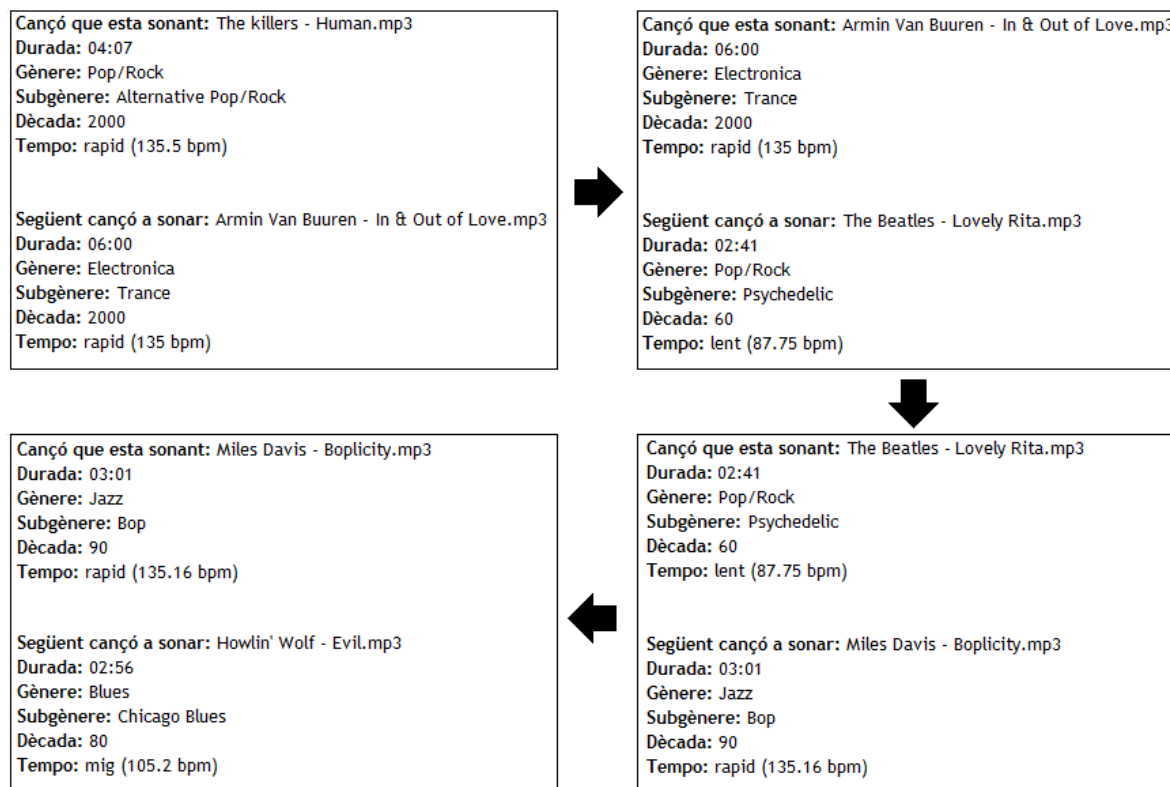 Cançó que esta sonant: The killers - Human.mp3
Durada: 04:07
Gènere: Pop/Rock
Subgènere: Alternative Pop/Rock
Dècada: 2000
Tempo: rapid (135.5 bpm)
Següent cançó a sonar: Armin Van Buuren - In & Out of Love.mp3
Durada: 06:00
Gènere: Electronica
Subgènere: Trance
Dècada: 2000
Tempo: rapid (135 bpm)
Cançó que esta sonant: Armin Van Buuren - In & Out of Love.mp3
Durada: 06:00
Gènere: Electronica
Subgènere: Trance
Dècada: 2000
Tempo: rapid (135 bpm)
Següent cançó a sonar: The Beatles - Lovely Rita.mp3
Durada: 02:41
Gènere: Pop/Rock
Subgènere: Psychedelic
Dècada: 60
Tempo: lent (87.75 bpm)
Cançó que esta sonant: The Beatles - Lovely Rita.mp3
Durada: 02:41
Gènere: Pop/Rock
Subgènere: Psychedelic
Dècada: 60
Tempo: lent (87.75 bpm)
Següent cançó a sonar: Miles Davis - Boplicity.mp3
Durada: 03:01
Gènere: Jazz
Subgènere: Bop
Dècada: 90
Tempo: rapid (135.16 bpm)
Cançó que esta sonant: Miles Davis - Boplicity.mp3
Durada: 03:01
Gènere: Jazz
Subgènere: Bop
Dècada: 90
Tempo: rapid (135.16 bpm)
Següent cançó a sonar: Howlin' Wolf - Evil.mp3
Durada: 02:56
Gènere: Blues
Subgènere: Chicago Blues
Dècada: 80
Tempo: mig (105.2 bpm)